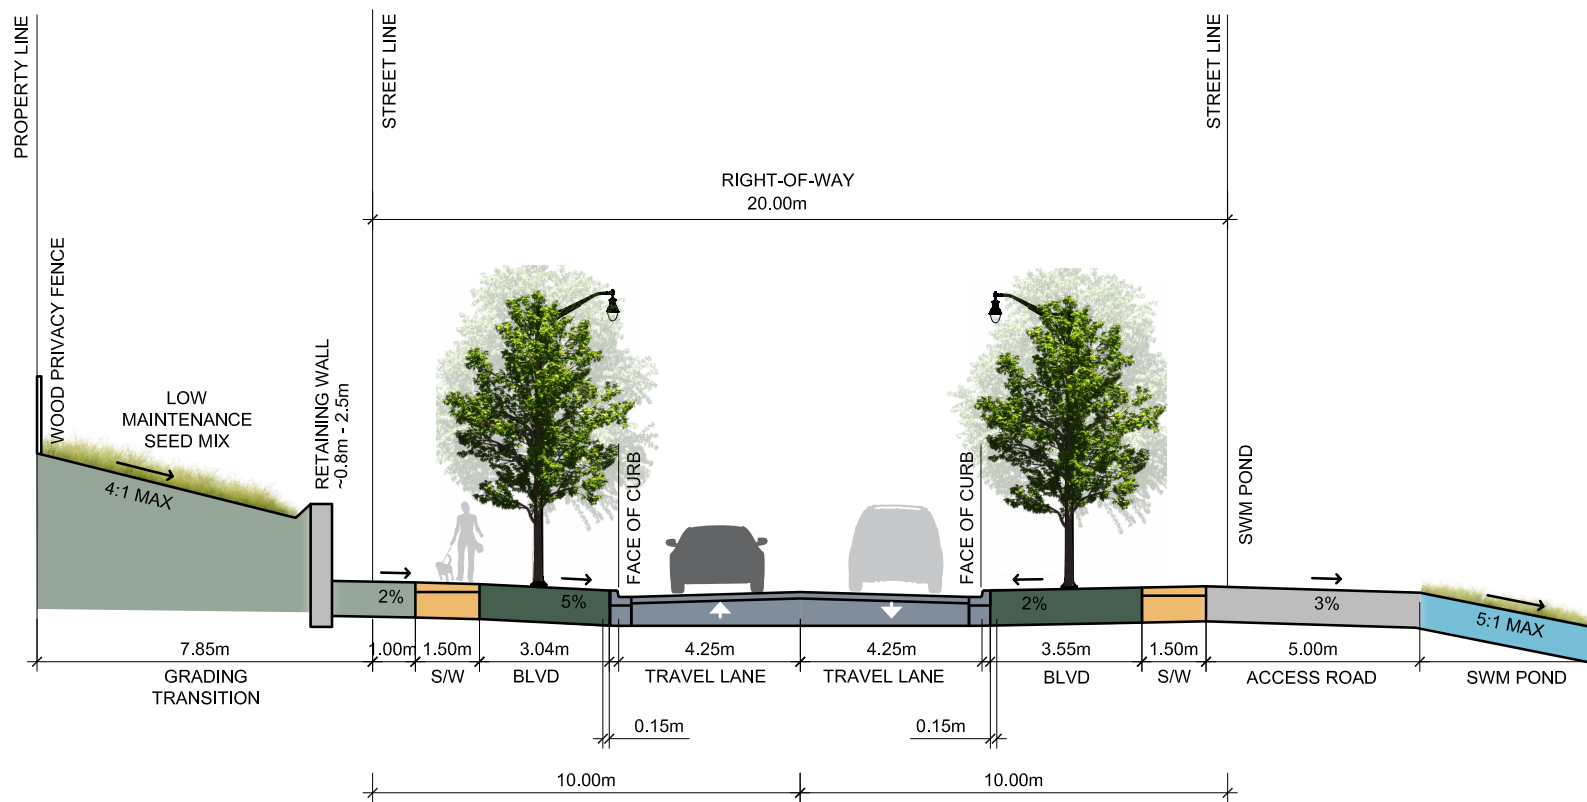 PROPERTY LINE
STREET LINE
STREET LINE
RIGHT-OF-WAY
20.00m
WOOD PRIVACY FENCE
LOW
MAINTENANCE
SEED MIX
RETAINING WALL
~0.8m - 2.5m
FACE OF CURB
FACE OF CURB
SWM POND
4:1 MAX
2%
5%
2%
3%
5:1 MAX
7.85m
1.00m
1.50m
3.04m
4.25m
4.25m
3.55m
1.50m
5.00m
GRADING
TRANSITION
S/W
BLVD
TRAVEL LANE
TRAVEL LANE
BLVD
S/W
ACCESS ROAD
SWM POND
0.15m
0.15m
10.00m
10.00m